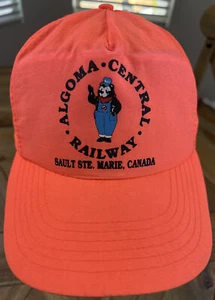 ALGOMA • CENTRAL
• RAILWAY •
SAULT STE. MARIE, CANADA